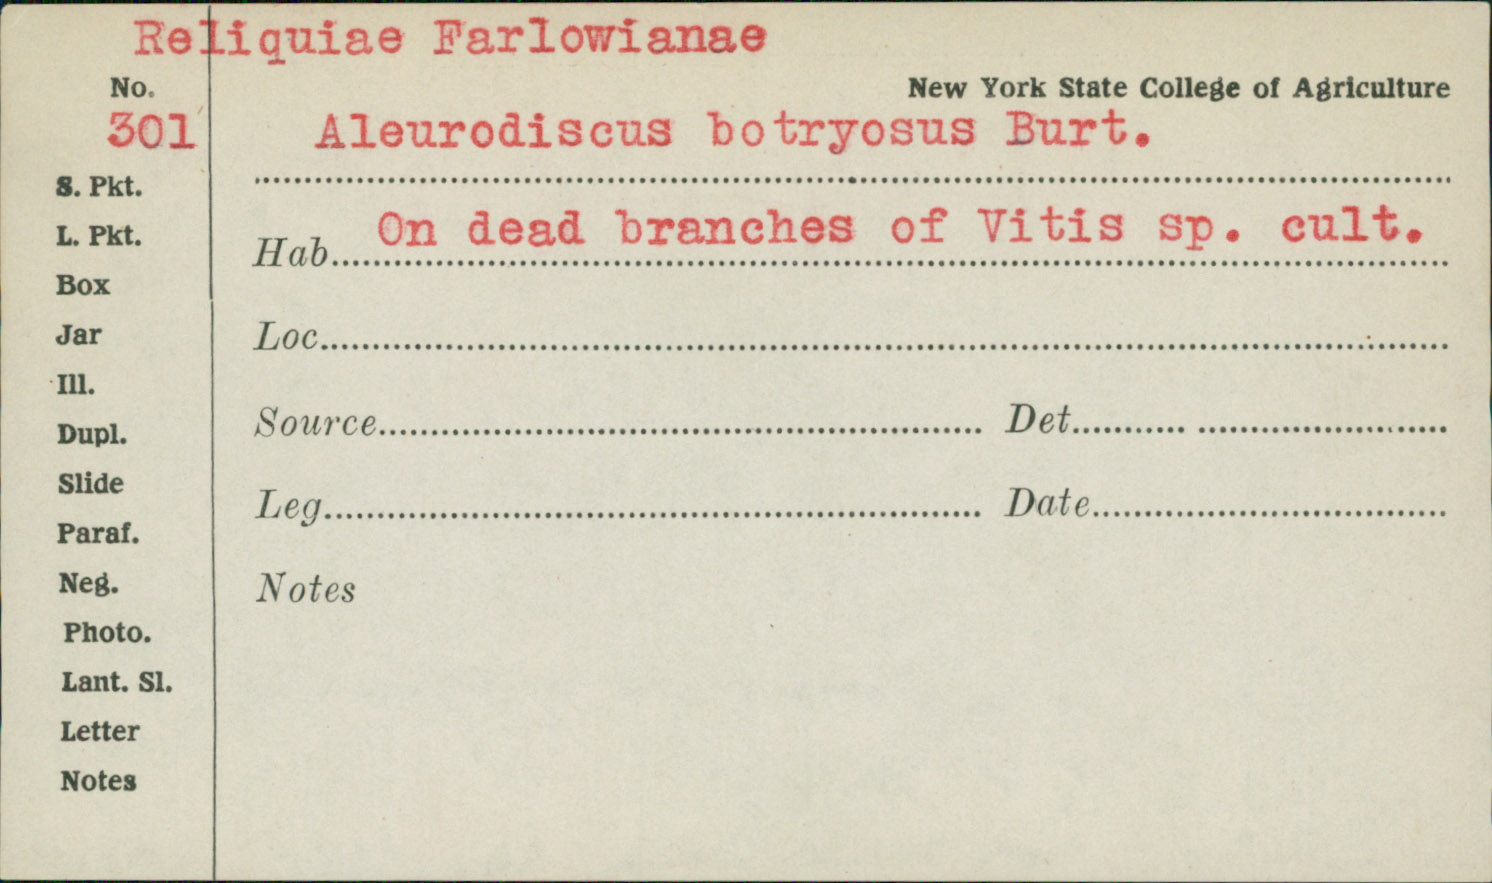 Reliquiae Farlowianae
No.
New York State College of Agriculture
301
Aleurodiscus botryosus Burt.
S. Pkt.
L. Pkt.
Hab. On dead branches of Vitis sp. cult.
Box
Jar
Loc.
Ill.
Dupl.
Source
Det.
Slide
Leg.
Date
Paraf.
Neg.
Notes
Photo.
Lant. Sl.
Letter
Notes